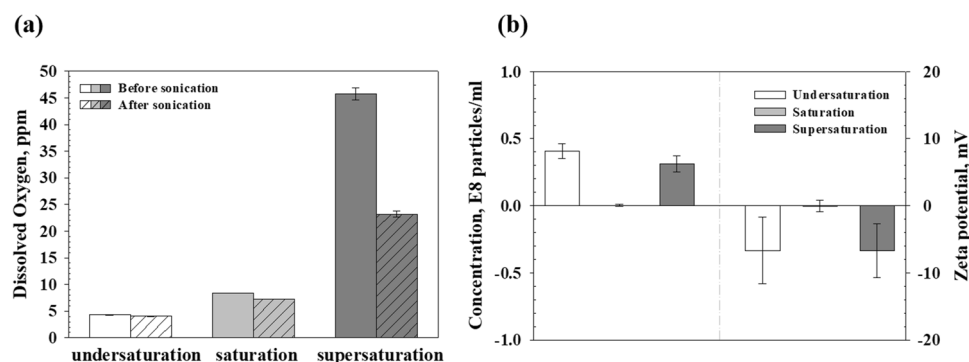 (a)
50
45
40
35
30
25
20
15
10
5
0
Dissolved Oxygen, ppm
Before sonication
After sonication
undersaturation saturation supersaturation
(b)
1.0
0.5
0.0
-0.5
-1.0
Concentration, E8 particles/ml
Undersaturation
Saturation
Supersaturation
20
10
0
-10
-20
Zeta potential, mV